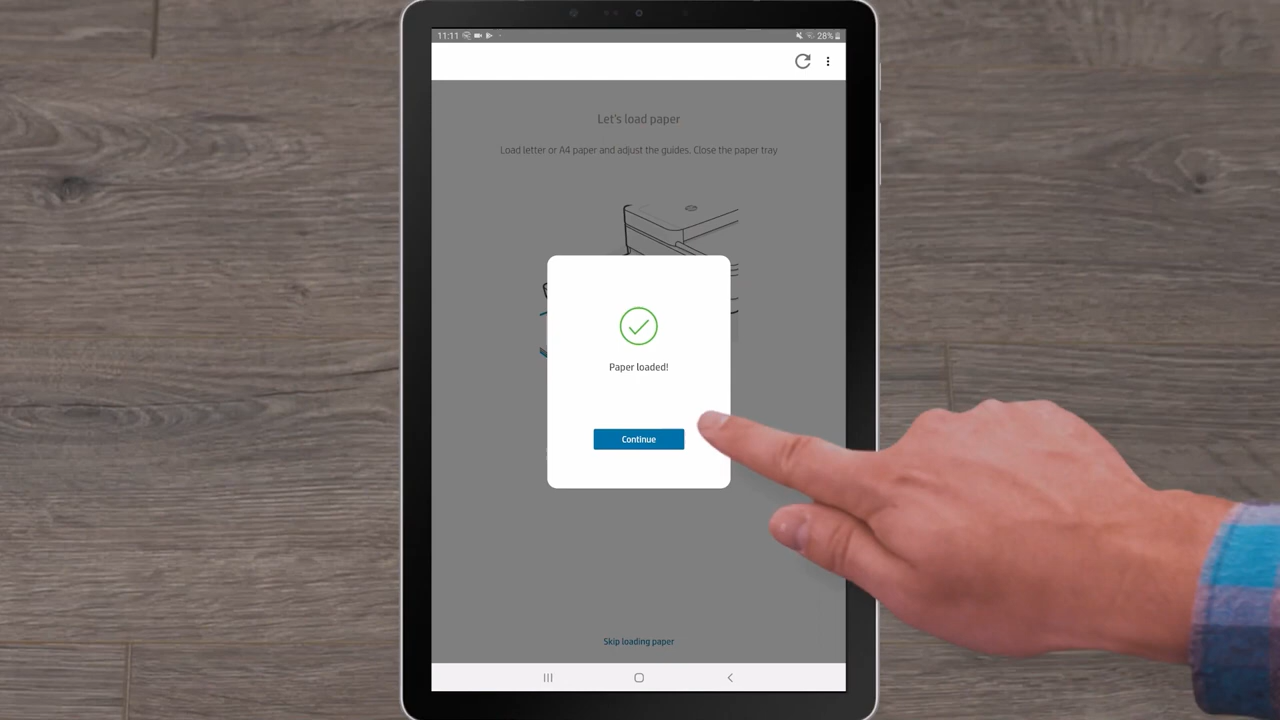 11:11
28%
Let's load paper
Load letter or A4 paper and adjust the guides. Close the paper tray
Paper loaded!
Continue
Skip loading paper